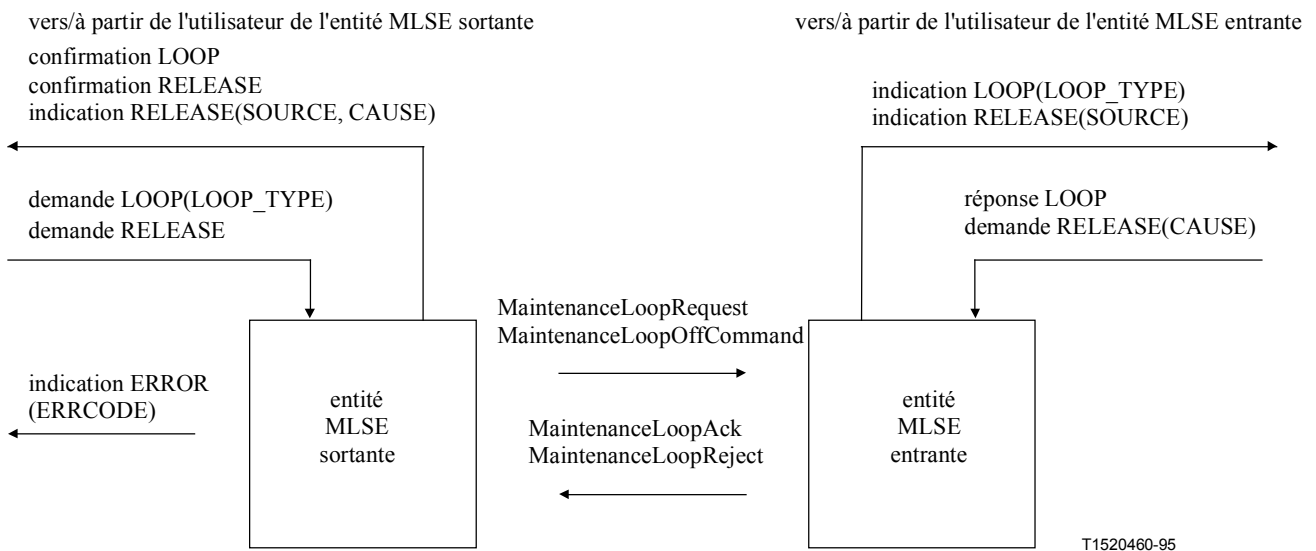 vers/à partir de l'utilisateur de l'entité MLSE sortante
vers/à partir de l'utilisateur de l'entité MLSE entrante
confirmation LOOP
confirmation RELEASE
indication RELEASE(SOURCE, CAUSE)
indication LOOP(LOOP_TYPE)
indication RELEASE(SOURCE)
demande LOOP(LOOP_TYPE)
demande RELEASE
réponse LOOP
demande RELEASE(CAUSE)
MaintenanceLoopRequest
MaintenanceLoopOffCommand
indication ERROR
(ERRCODE)
entité
MLSE
sortante
MaintenanceLoopAck
MaintenanceLoopReject
entité
MLSE
entrante
T1520460-95